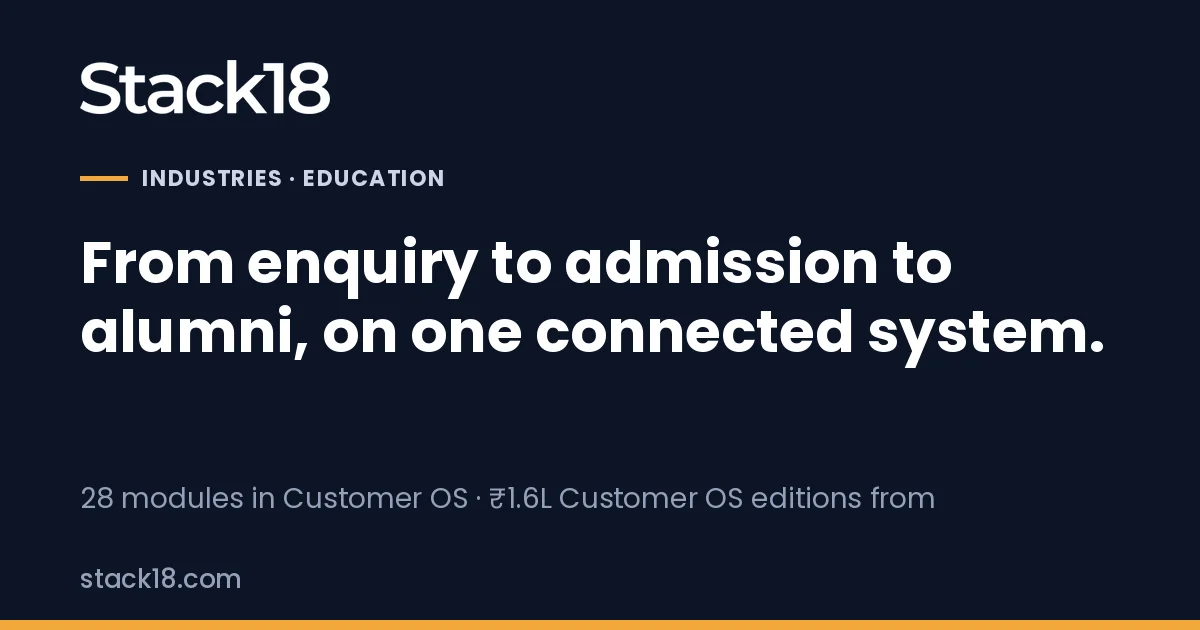 Stack18
INDUSTRIES · EDUCATION
From enquiry to admission to
alumni, on one connected system.
28 modules in Customer OS · ₹1.6L Customer OS editions from
stack18.com